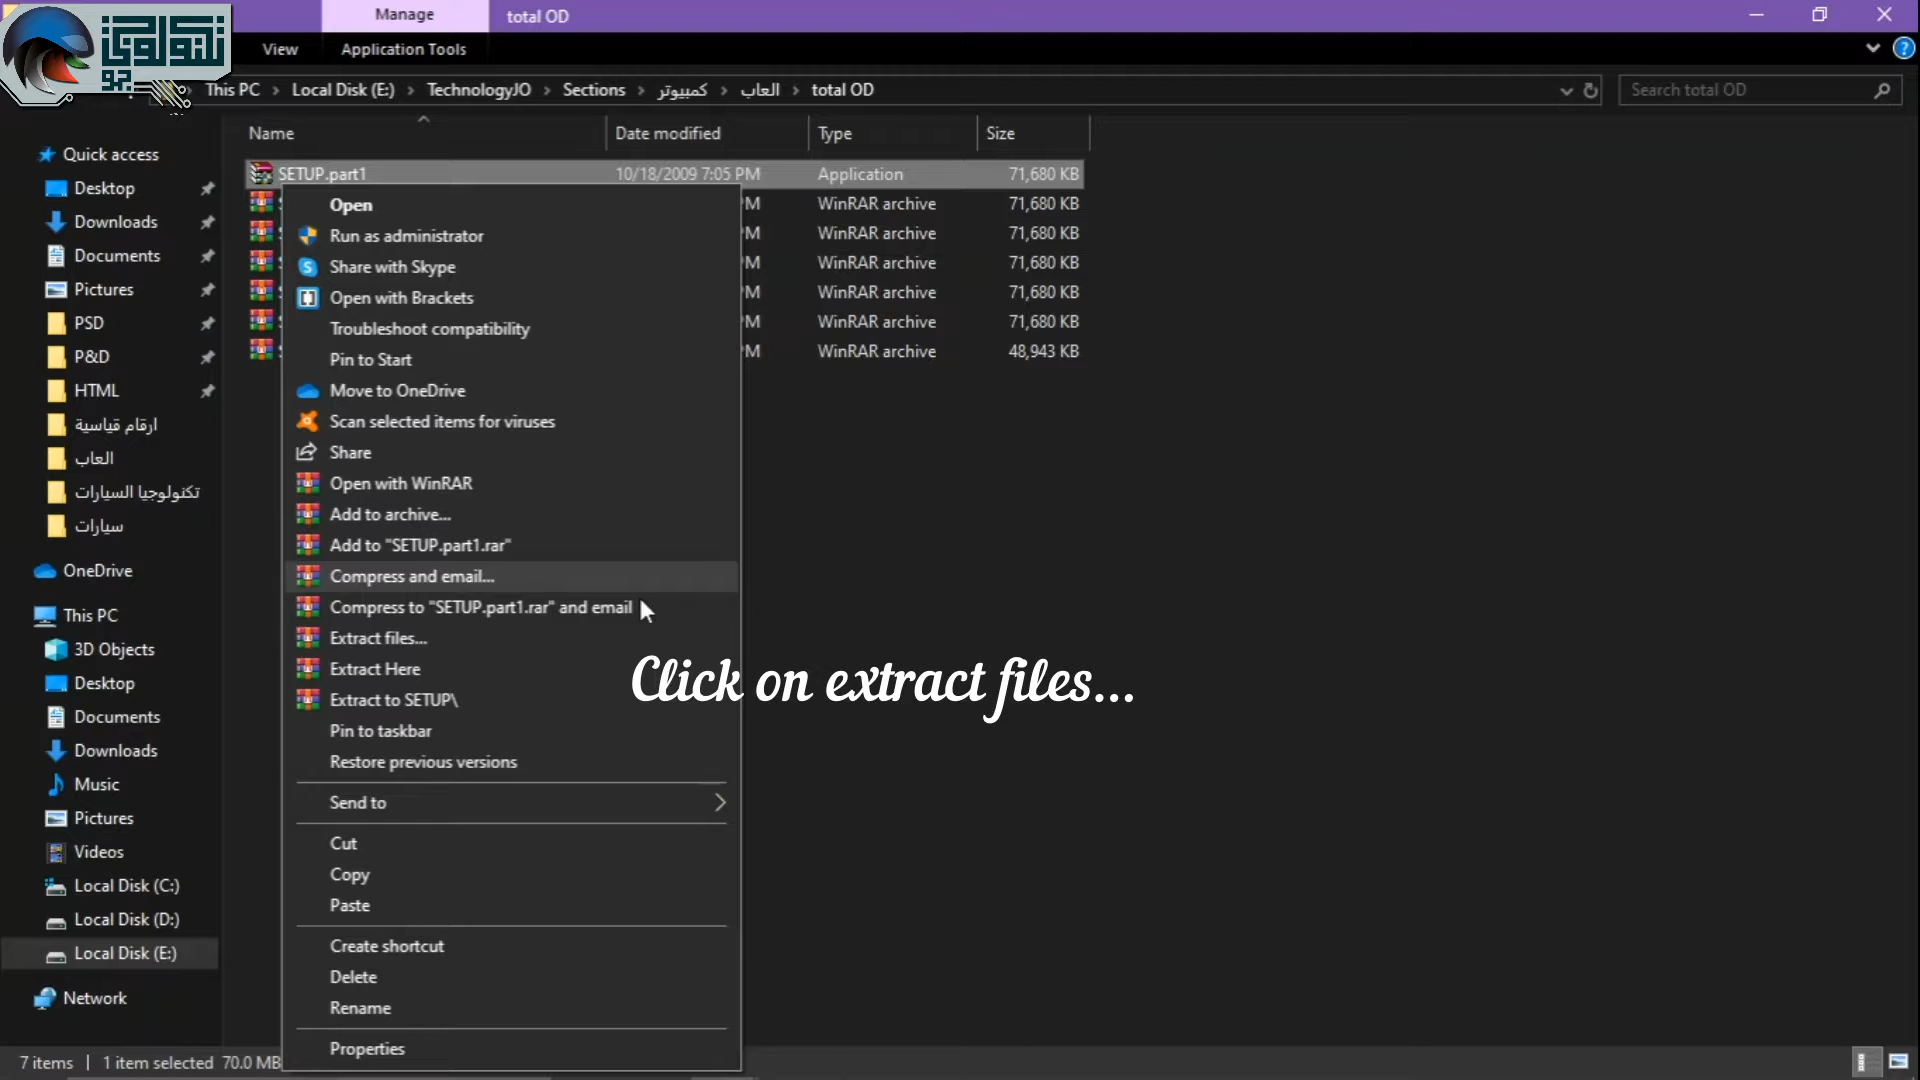 Manage
total OD
تكنولوجي
جو
View
Application Tools
This PC
Local Disk (E:)
TechnologyJO
Sections
كمبيوتر
العاب
total OD
Search total OD
Name
Date modified
Type
Size
SETUP.part1
10/18/2009 7:05 PM
Application
71,680 KB
WinRAR archive
71,680 KB
WinRAR archive
71,680 KB
WinRAR archive
71,680 KB
WinRAR archive
71,680 KB
WinRAR archive
71,680 KB
WinRAR archive
48,943 KB
Quick access
Desktop
Downloads
Documents
Pictures
PSD
P&D
HTML
ارقام قياسية
العاب
تكنولوجيا السيارات
سيارات
OneDrive
This PC
3D Objects
Desktop
Documents
Downloads
Music
Pictures
Videos
Local Disk (C:)
Local Disk (D:)
Local Disk (E:)
Network
Open
Run as administrator
Share with Skype
Open with Brackets
Troubleshoot compatibility
Pin to Start
Move to OneDrive
Scan selected items for viruses
Share
Open with WinRAR
Add to archive...
Add to "SETUP.part1.rar"
Compress and email...
Compress to "SETUP.part1.rar" and email
Extract files...
Extract Here
Extract to SETUP\
Pin to taskbar
Restore previous versions
Send to
Cut
Copy
Paste
Create shortcut
Delete
Rename
Properties
Click on extract files...
7 items
1 item selected 70.0 MB